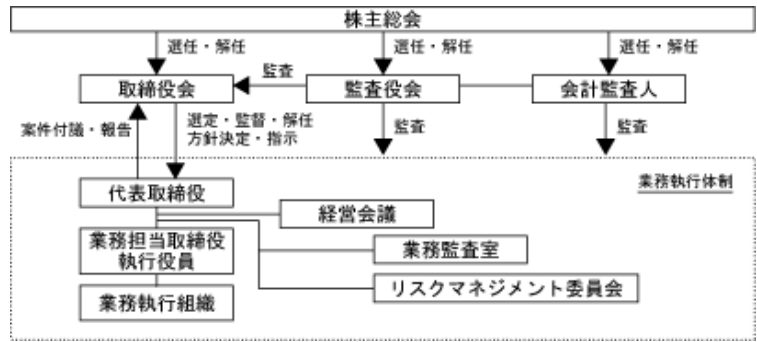 株主総会
選任・解任
選任・解任
選任・解任
取締役会
監査
監査役会
会計監査人
案件付議・報告
選定・監督・解任
方針決定・指示
監査
監査
業務執行体制
代表取締役
経営会議
業務担当取締役
執行役員
業務監査室
業務執行組織
リスクマネジメント委員会